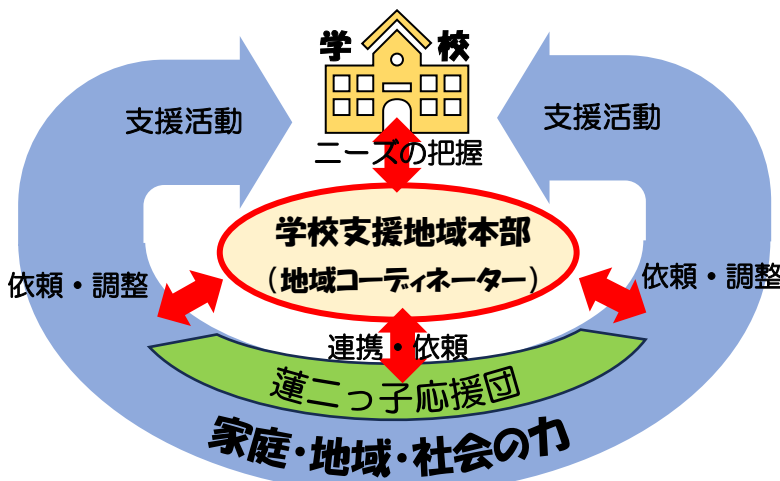 学校
支援活動
支援活動
ニーズの把握
学校支援地域本部
（地域コーディネーター）
依頼・調整
依頼・調整
連携・依頼
蓮二っ子応援団
家庭・地域・社会の力